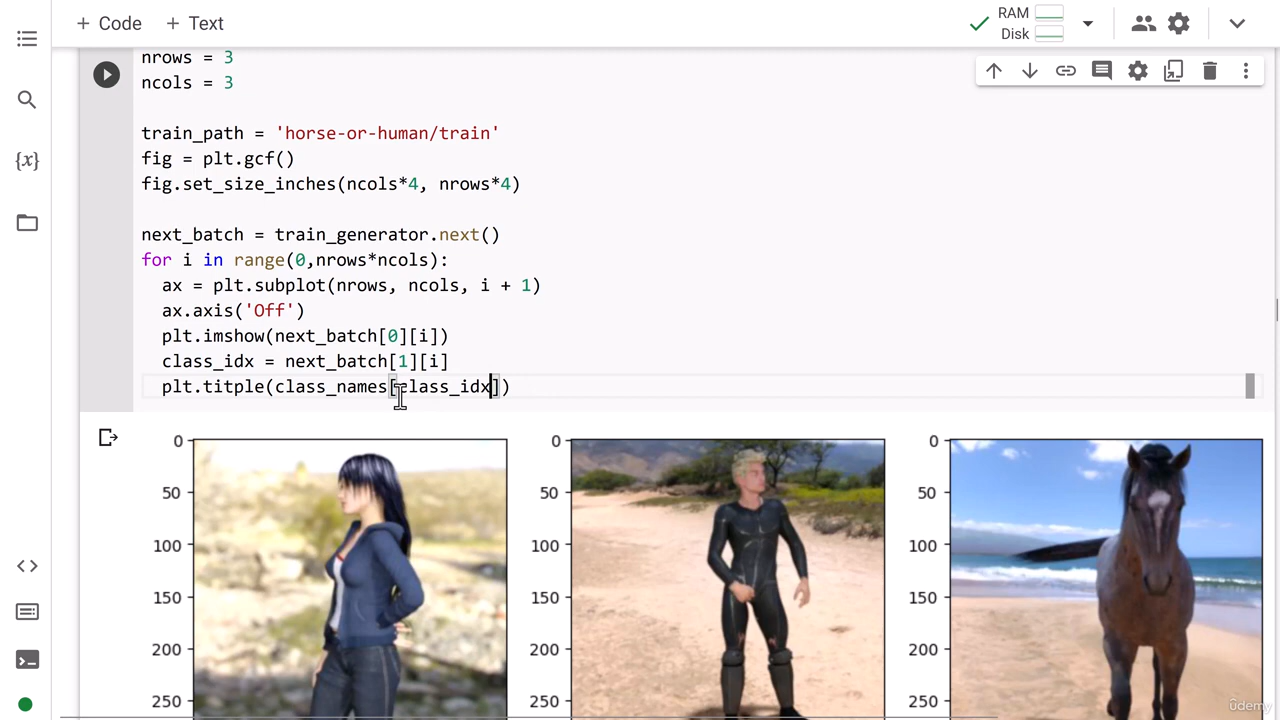 + Code + Text
RAM
Disk
nrows = 3
ncols = 3
train_path = 'horse-or-human/train'
fig = plt.gcf()
fig.set_size_inches(ncols*4, nrows*4)
next_batch = train_generator.next()
for i in range(0,nrows*ncols):
ax = plt.subplot(nrows, ncols, i + 1)
ax.axis('Off')
plt.imshow(next_batch[0][i])
class_idx = next_batch[1][i]
plt.titple(class_names[class_idx])
{x}
0 0 0
50 50 50
100 100 100
150 150 150
200 200 200
250 250 250
ûdemy